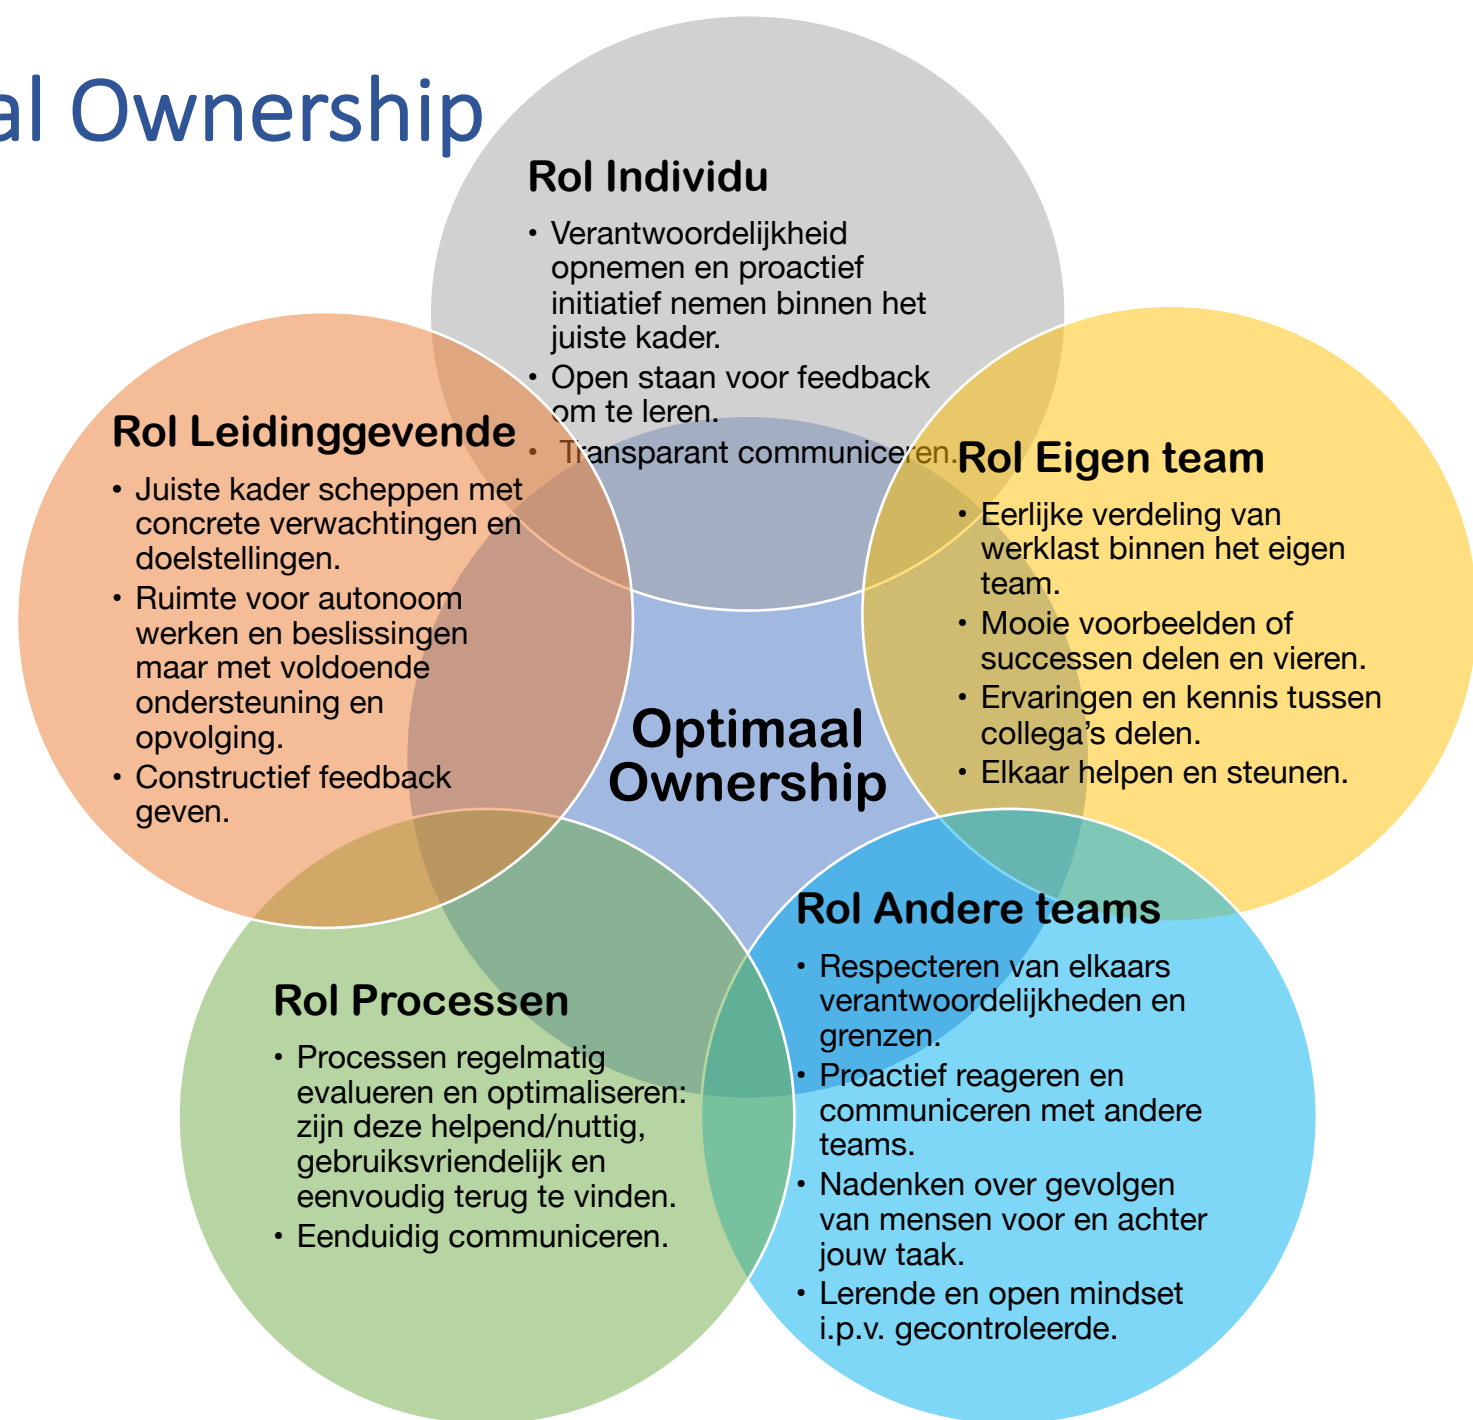 al Ownership
Rol Individu
• Verantwoordelijkheid
opnemen en proactief
initiatief nemen binnen het
juiste kader.
• Open staan voor feedback
om te leren.
• Transparant communiceren.
Rol Leidinggevende
• Juiste kader scheppen met
concrete verwachtingen en
doelstellingen.
• Ruimte voor autonoom
werken en beslissingen
maar met voldoende
ondersteuning en
opvolging.
• Constructief feedback
geven.
Rol Eigen team
• Eerlijke verdeling van
werklast binnen het eigen
team.
• Mooie voorbeelden of
successen delen en vieren.
• Ervaringen en kennis tussen
collega's delen.
• Elkaar helpen en steunen.
Optimaal
Ownership
Rol Processen
• Processen regelmatig
evalueren en optimaliseren:
zijn deze helpend/nuttig,
gebruiksvriendelijk en
eenvoudig terug te vinden.
• Eenduidig communiceren.
Rol Andere teams
• Respecteren van elkaars
verantwoordelijkheden en
grenzen.
• Proactief reageren en
communiceren met andere
teams.
• Nadenken over gevolgen
van mensen voor en achter
jouw taak.
• Lerende en open mindset
i.p.v. gecontroleerde.